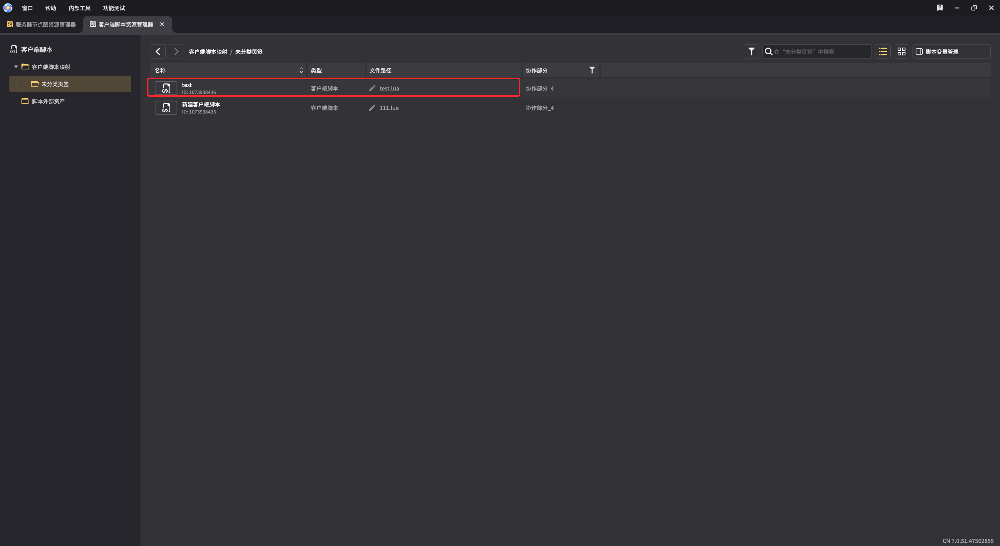 窗口 帮助 内部工具 功能测试
服务器节点图资源管理器 客户端脚本资源管理器
客户端脚本
客户端脚本映射
未分类页签
脚本外部资产
客户端脚本映射 / 未分类页签
在“未分类页签”中搜索
脚本变量管理
名称 类型 文件路径 协作部分
test
ID: 1073938436
客户端脚本 test.lua 协作部分_4
新建客户端脚本
ID: 1073938435
客户端脚本 111.lua 协作部分_4
CN 7.0.51.47562855